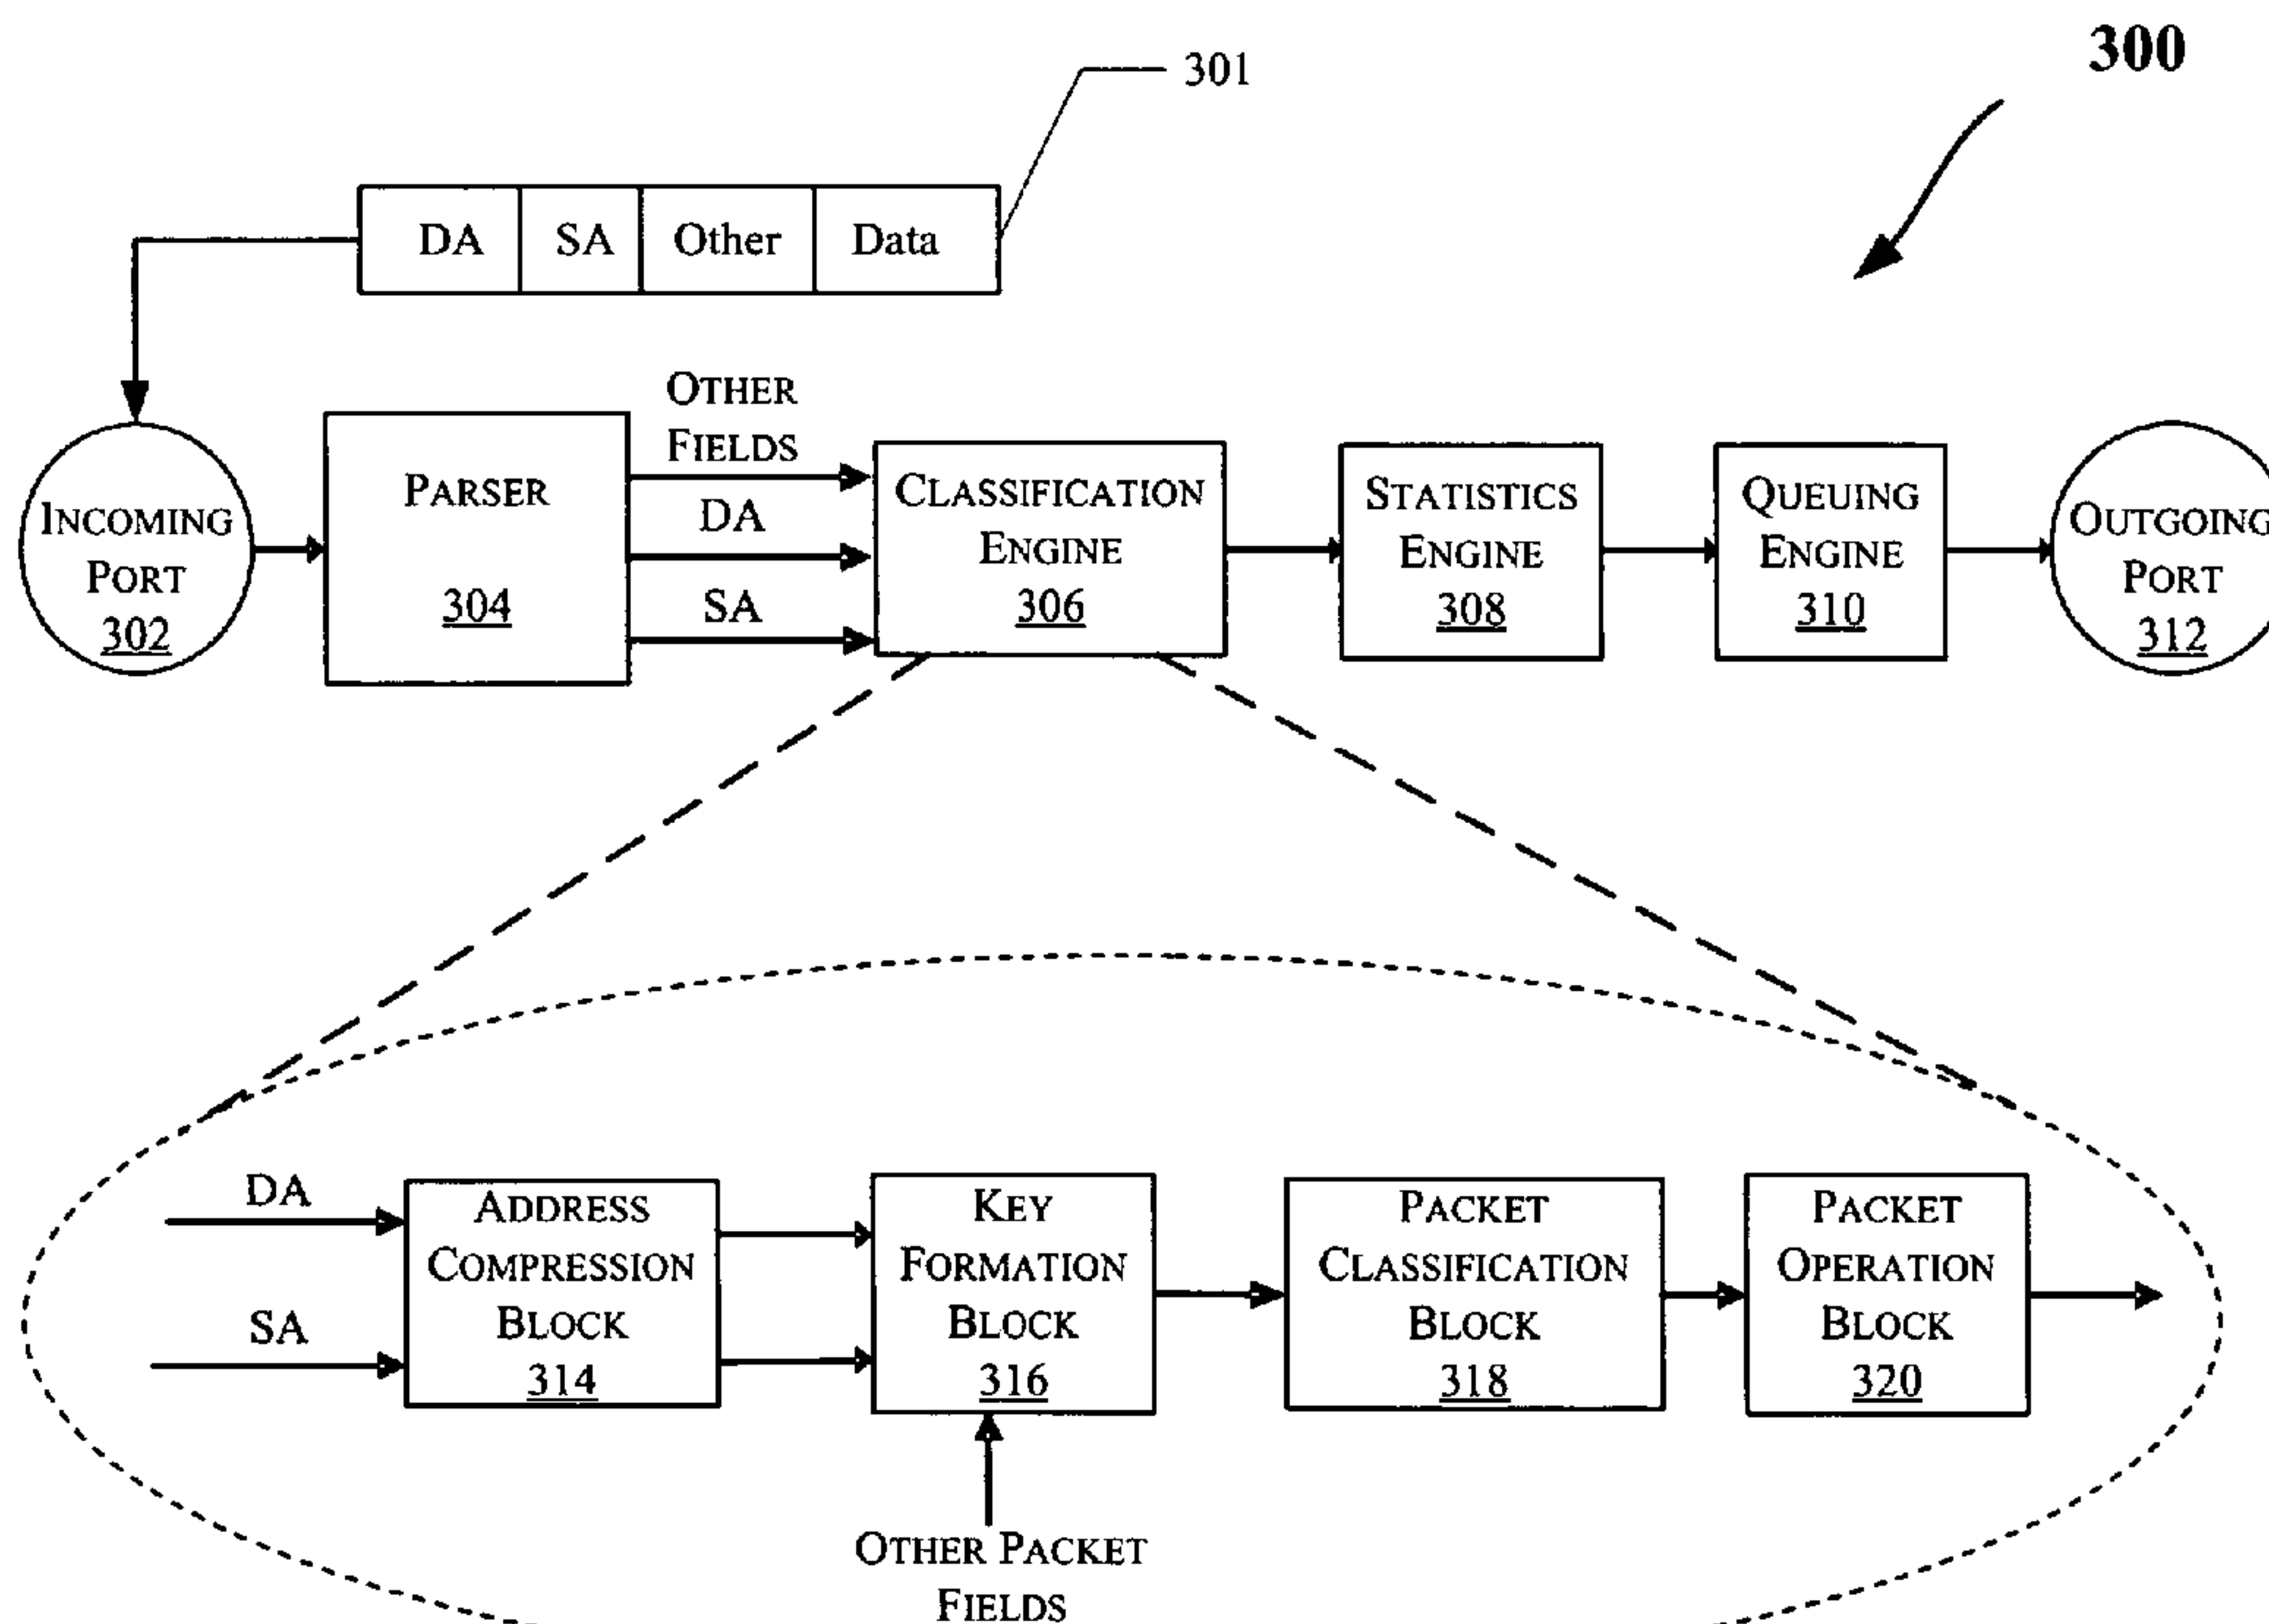 300
301
DA SA Other Data
OTHER
FIELDS
DA
SA
INCOMING
PORT
302
PARSER
304
CLASSIFICATION
ENGINE
306
STATISTICS
ENGINE
308
QUEUING
ENGINE
310
OUTGOING
PORT
312
DA
SA
ADDRESS
COMPRESSION
BLOCK
314
KEY
FORMATION
BLOCK
316
PACKET
CLASSIFICATION
BLOCK
318
PACKET
OPERATION
BLOCK
320
OTHER PACKET
FIELDS